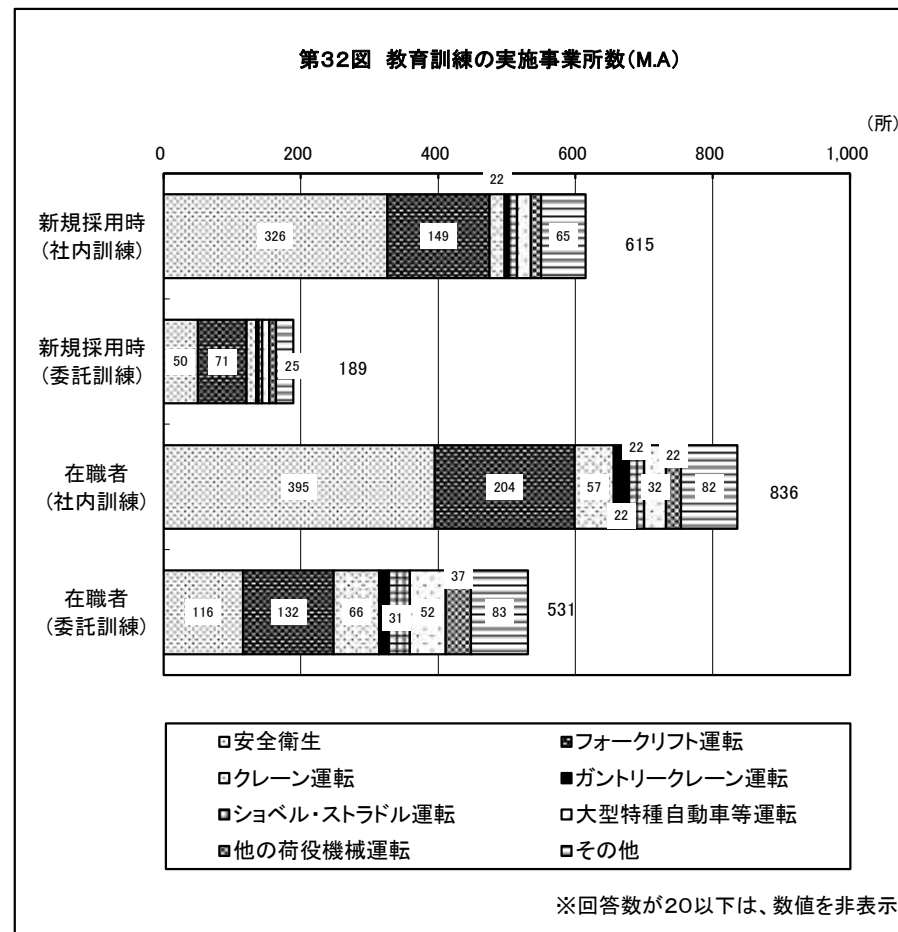 第32図 教育訓練の実施事業所数(M.A)
(所)
0 200 400 600 800 1,000
22
新規採用時
(社内訓練)
326 149 65 615
新規採用時
(委託訓練)
50 71 25 189
22 22
在職者
(社内訓練)
395 204 57 32 82 836
22
37
在職者
(委託訓練)
116 132 66 31 52 83 531
安全衛生 フォークリフト運転
クレーン運転 ガントリークレーン運転
ショベル・ストラドル運転 大型特種自動車等運転
他の荷役機械運転 その他
※回答数が20以下は、数値を非表示